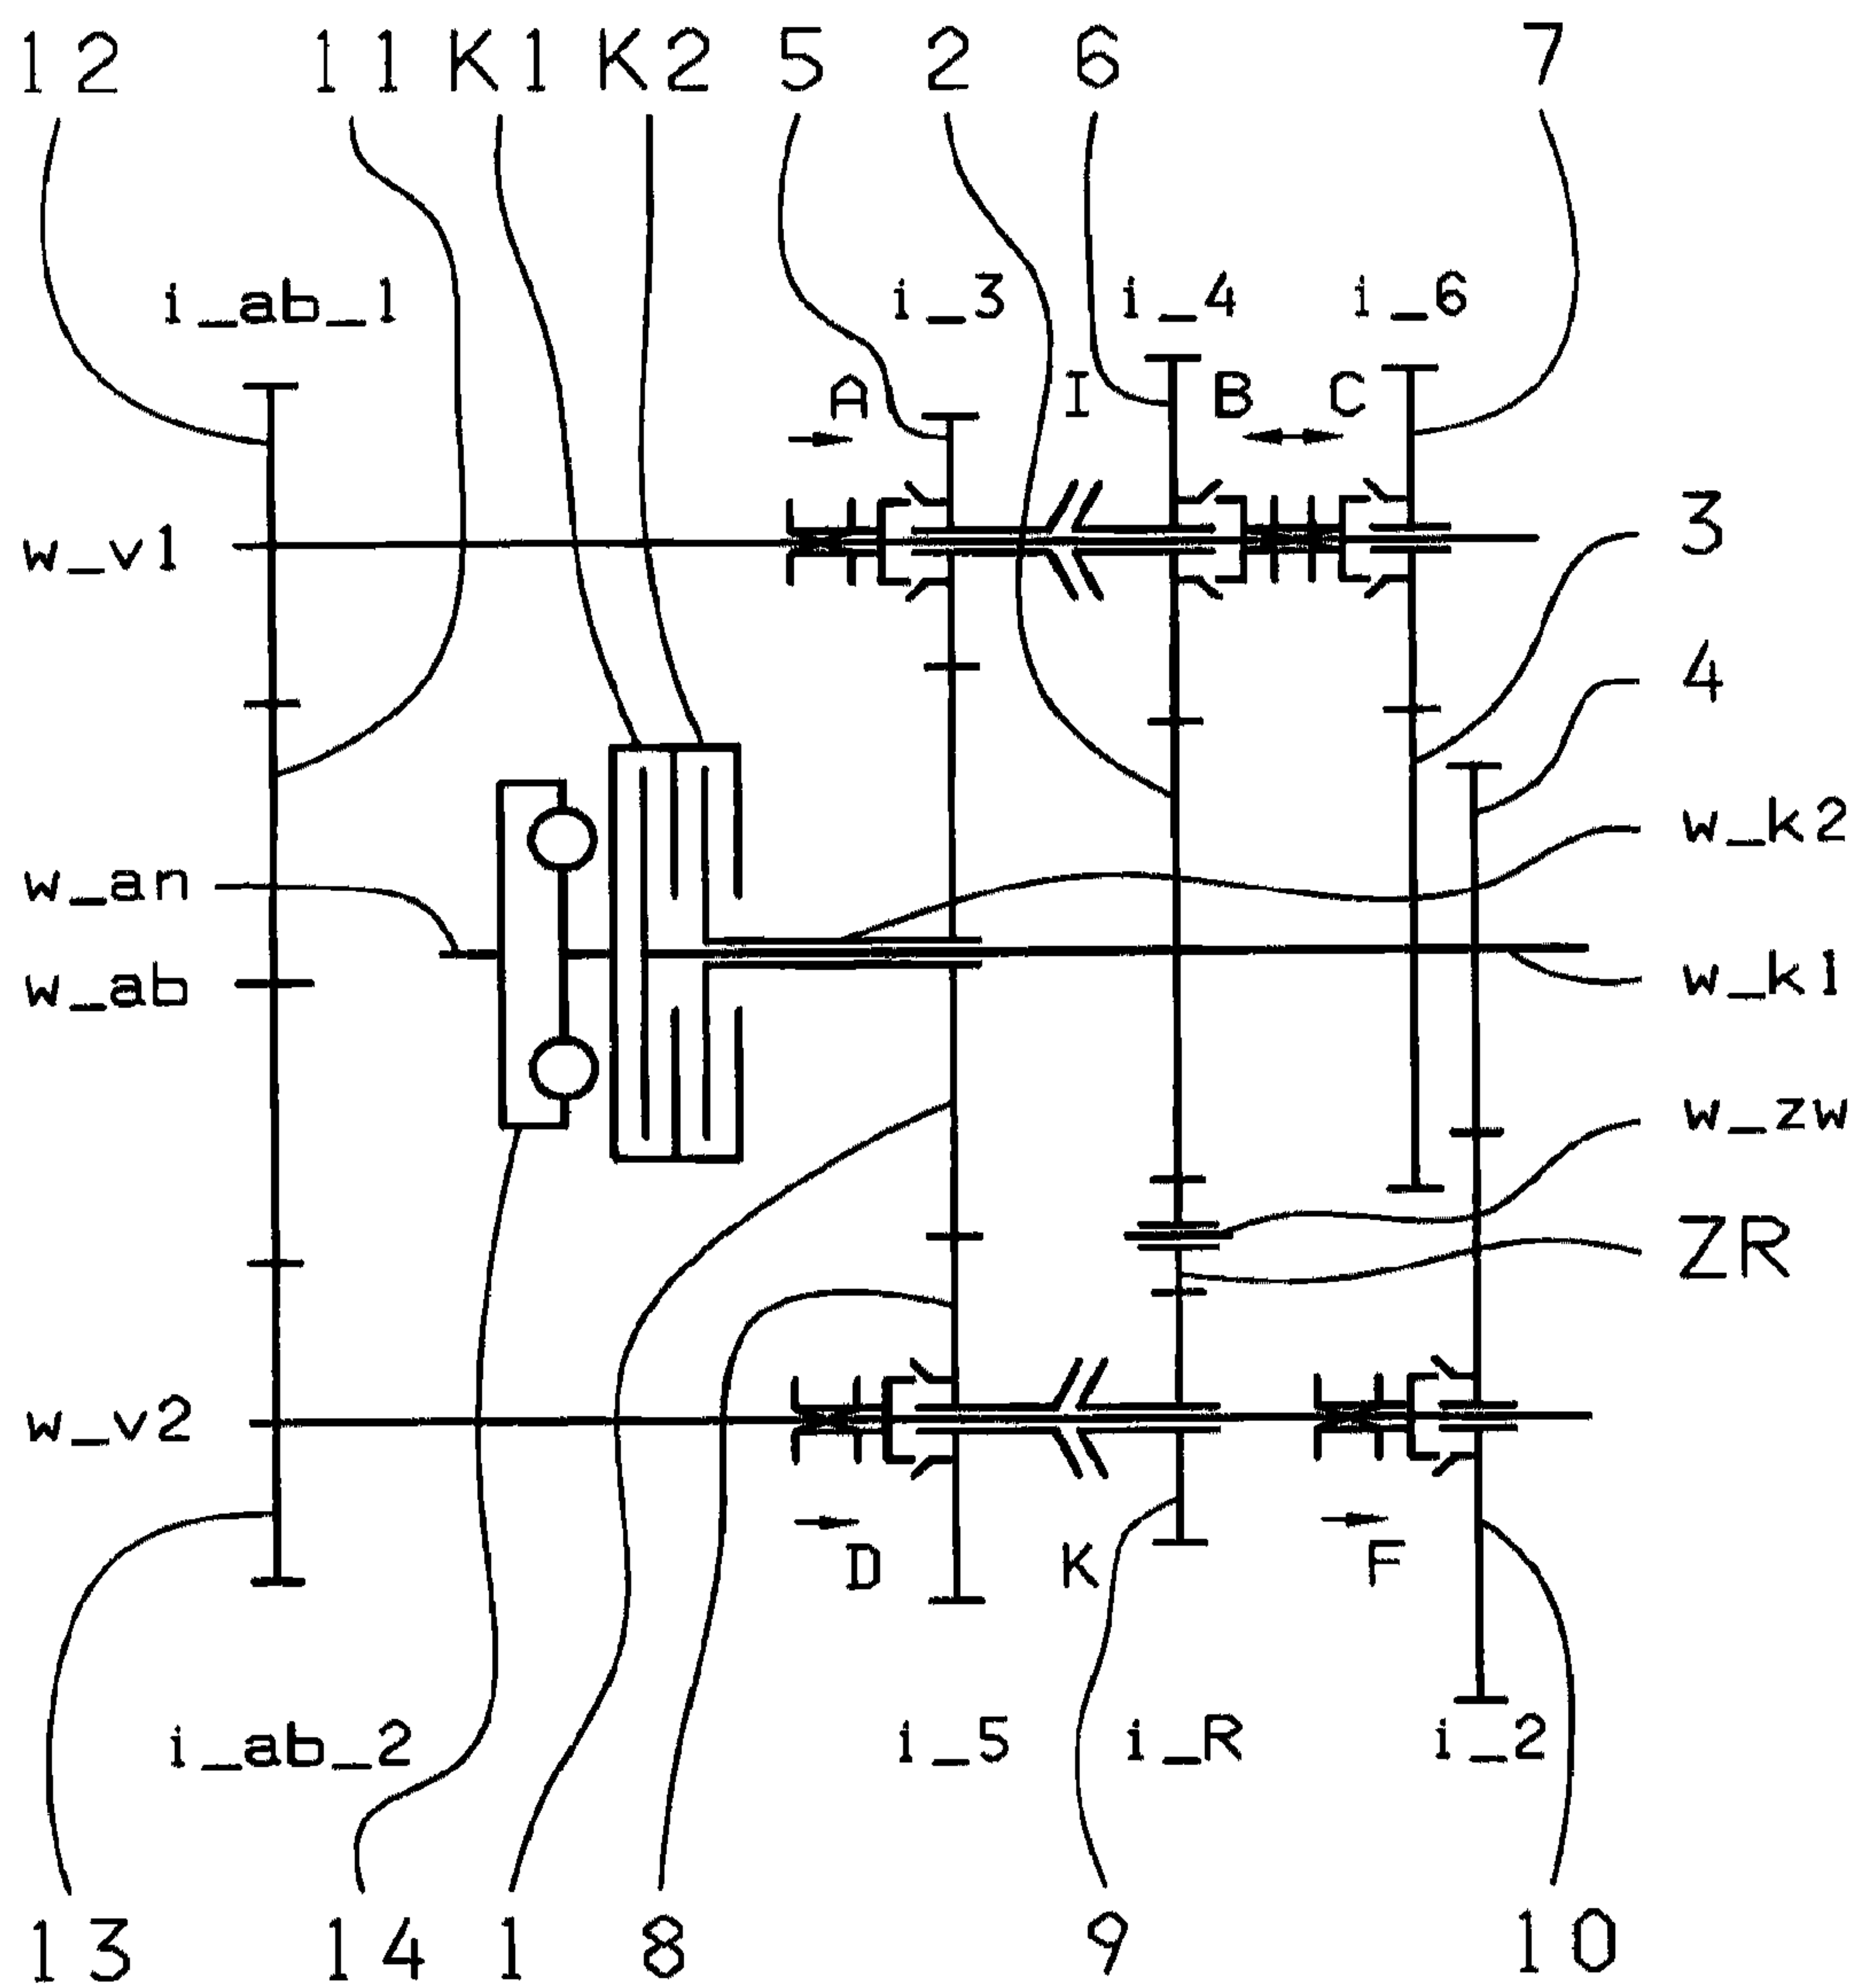 12 11 K1 K2 5 2 6 7
i_ab_1 i_3 i_4 i_6
A I B C
3
w_v1
4
w_k2
w_an
w_ab w_k1
w_zw
ZR
w_v2
D K F
i_ab_2 i_5 i_R i_2
13 14 1 8 9 10